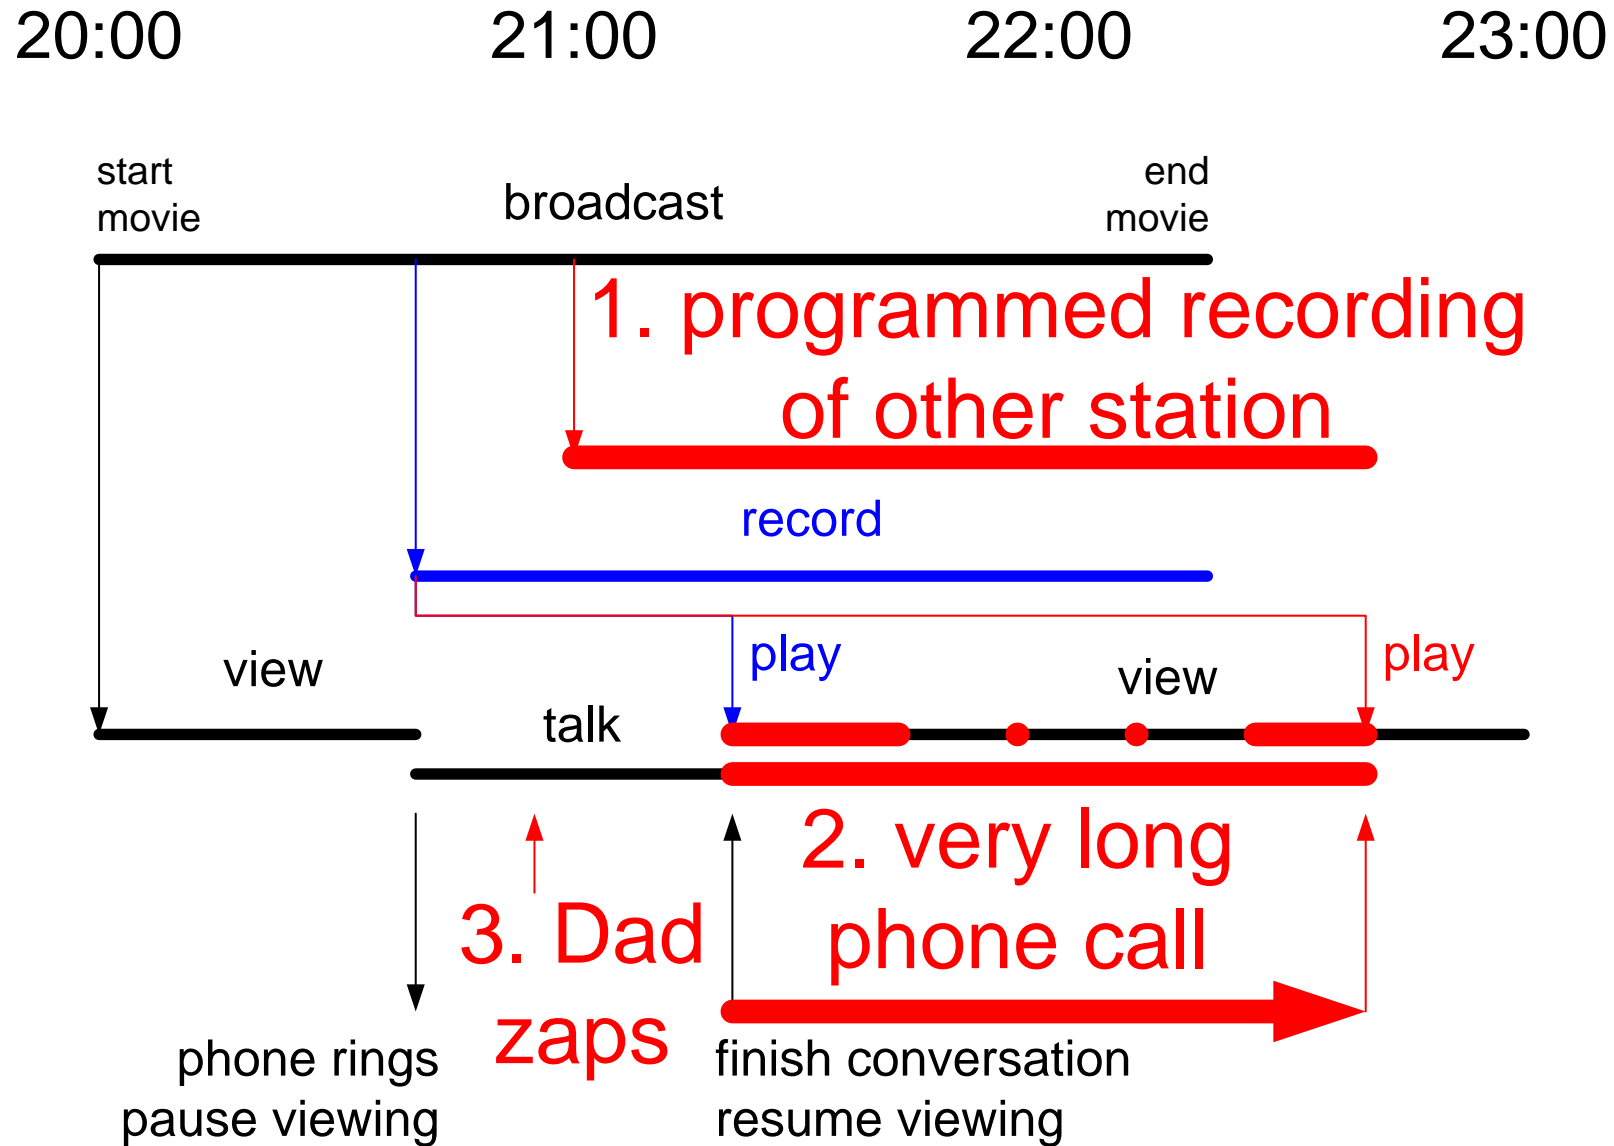 20:00 21:00 22:00 23:00
start
movie
broadcast
end
movie
1. programmed recording
of other station
record
play
play
view
view
talk
2. very long
phone call
3. Dad
zaps
phone rings
pause viewing
finish conversation
resume viewing